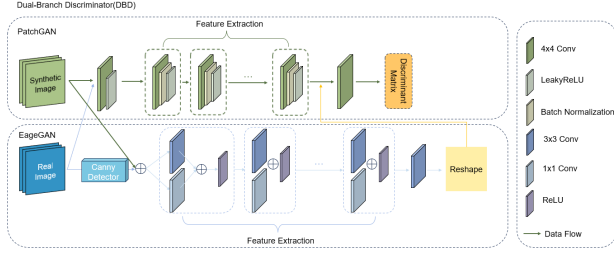 Dual-Branch Discriminator(DBD)
PatchGAN
Feature Extraction
Synthetic
Image
...
Discriminant
Matrix
EageGAN
Real
Image
Canny
Detector
...
Reshape
Feature Extraction
4x4 Conv
LeakyReLU
Batch Normalization
3x3 Conv
1x1 Conv
ReLU
Data Flow